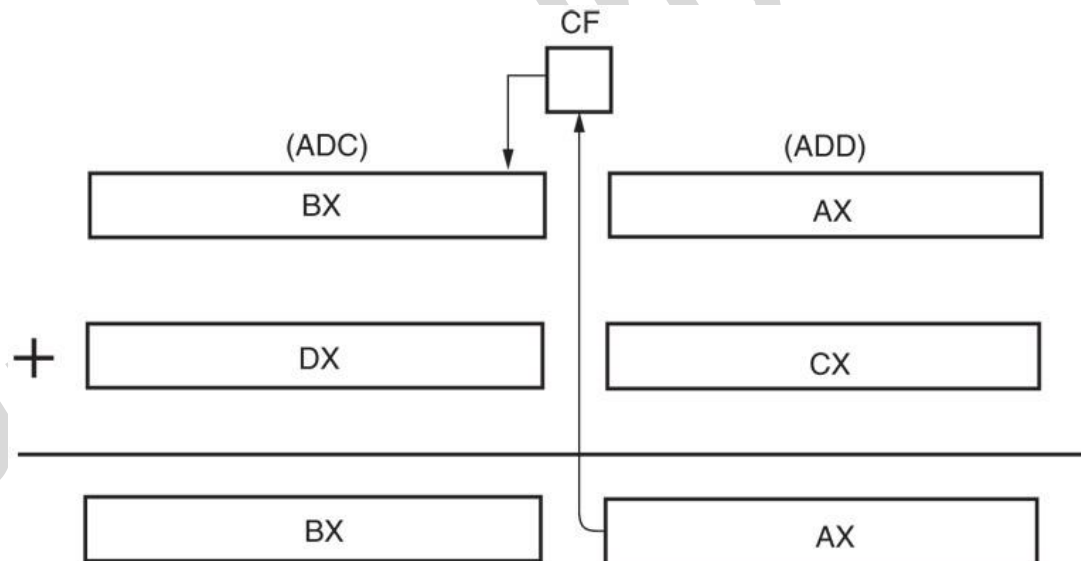 CF
(ADC) (ADD)
BX AX
+ DX CX
BX AX